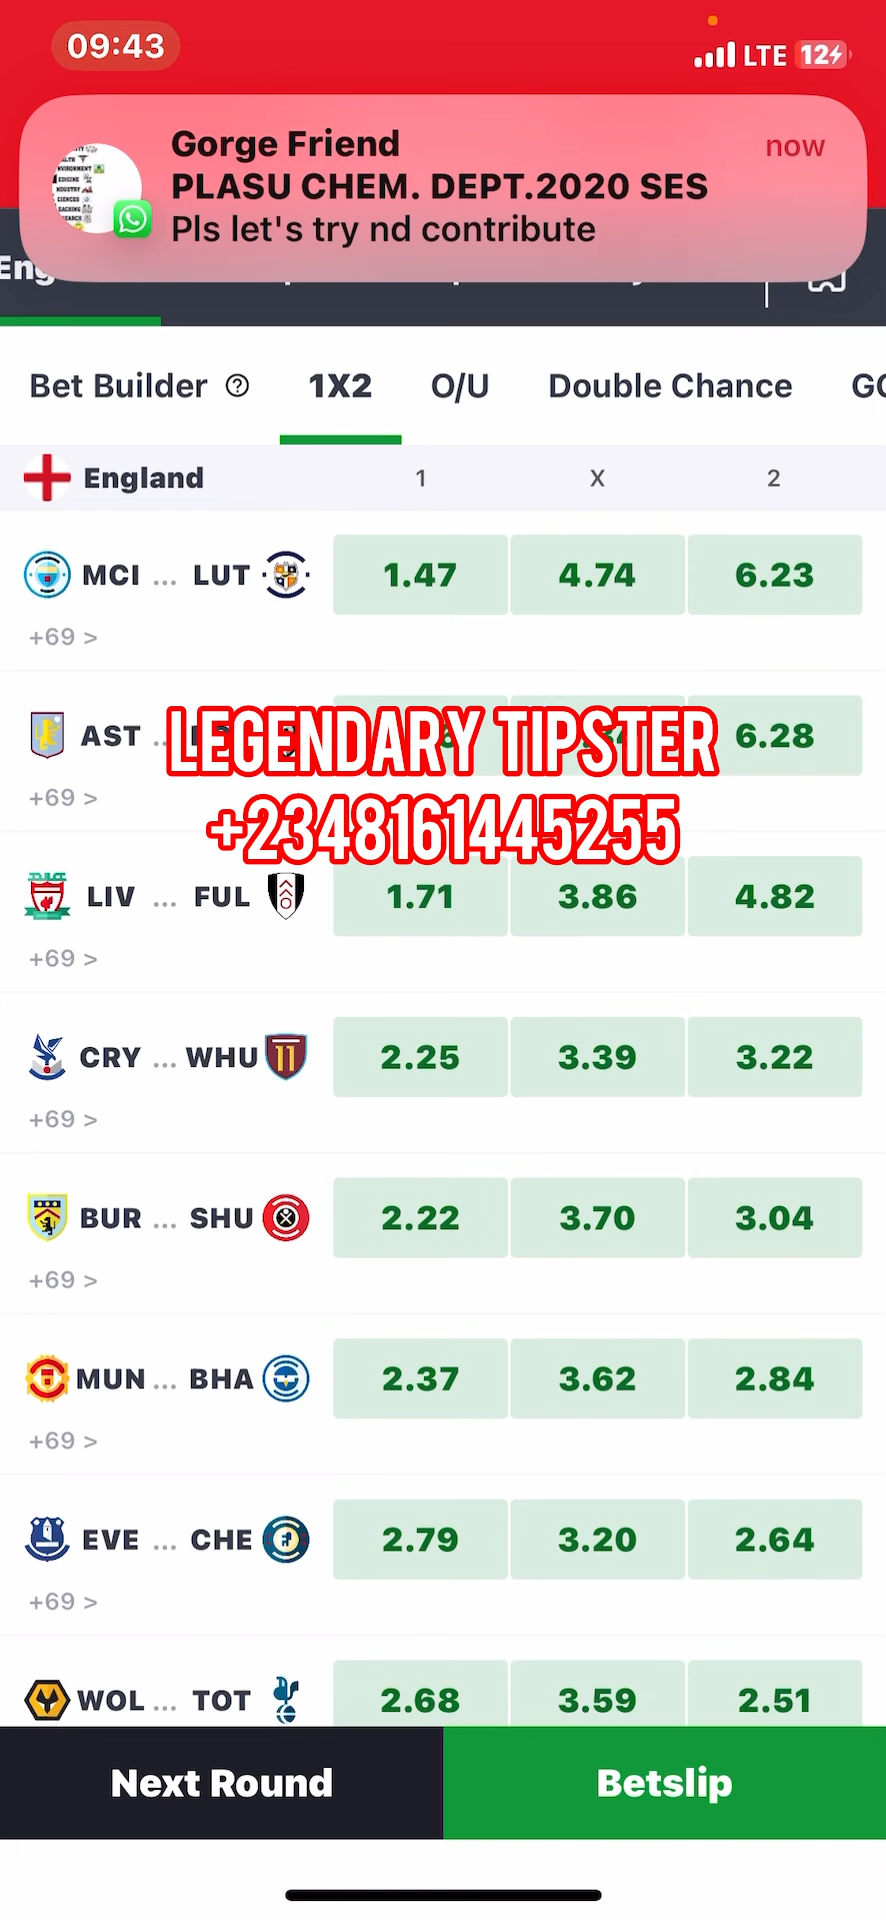 09:43
LTE 12
Gorge Friend
now
PLASU CHEM. DEPT.2020 SES
Pls let's try nd contribute
Bet Builder ? 1X2 O/U Double Chance
England 1 X 2
MCI ... LUT 1.47 4.74 6.23
+69 >
AST 6.28
LEGENDARY TIPSTER
+69 >
+2348161445255
LIV ... FUL 1.71 3.86 4.82
+69 >
CRY ... WHU 2.25 3.39 3.22
+69 >
BUR ... SHU 2.22 3.70 3.04
+69 >
MUN ... BHA 2.37 3.62 2.84
+69 >
EVE ... CHE 2.79 3.20 2.64
+69 >
WOL ... TOT 2.68 3.59 2.51
Next Round Betslip